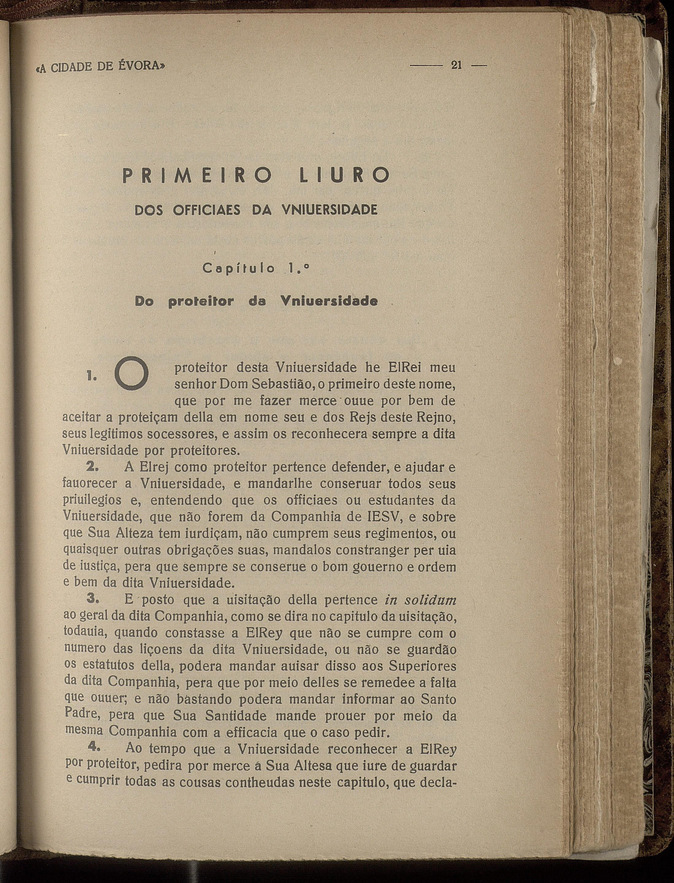 «A CIDADE DE ÉVORA» —— 21 —
PRIMEIRO LIURO
DOS OFFICIAES DA VNIUERSIDADE
Capítulo 1.º
Do proteitor da Vniuersidade
1. O proteitor desta Vniuersidade he ElRei meu
senhor Dom Sebastião, o primeiro deste nome,
que por me fazer merce ouue por bem de
aceitar a proteiçam della em nome seu e dos Rejs deste Rejno,
seus legitimos socessores, e assim os reconhecera sempre a dita
Vniuersidade por proteitores.
2. A Elrej como proteitor pertence defender, e ajudar e
fauorecer a Vniuersidade, e mandarlhe conseruar todos seus
priuilegios e, entendendo que os officiaes ou estudantes da
Vniuersidade, que não forem da Companhia de IESV, e sobre
que Sua Alteza tem iurdiçam, não cumprem seus regimentos, ou
quaisquer outras obrigações suas, mandalos constranger per uia
de iustiça, pera que sempre se conserue o bom gouerno e ordem
e bem da dita Vniuersidade.
3. E posto que a uisitação della pertence in solidum
ao geral da dita Companhia, como se dira no capitulo da uisitação,
todauia, quando constasse a ElRey que não se cumpre com o
numero das liçoens da dita Vniuersidade, ou não se guardão
os estatutos della, podera mandar auisar disso aos Superiores
da dita Companhia, pera que por meio delles se remedee a falta
que ouuer; e não bastando podera mandar informar ao Santo
Padre, pera que Sua Santidade mande prouer por meio da
mesma Companhia com a efficacia que o caso pedir.
4. Ao tempo que a Vniuersidade reconhecer a ElRey
por proteitor, pedira por merce à Sua Altesa que iure de guardar
e cumprir todas as cousas contheudas neste capitulo, que decla-